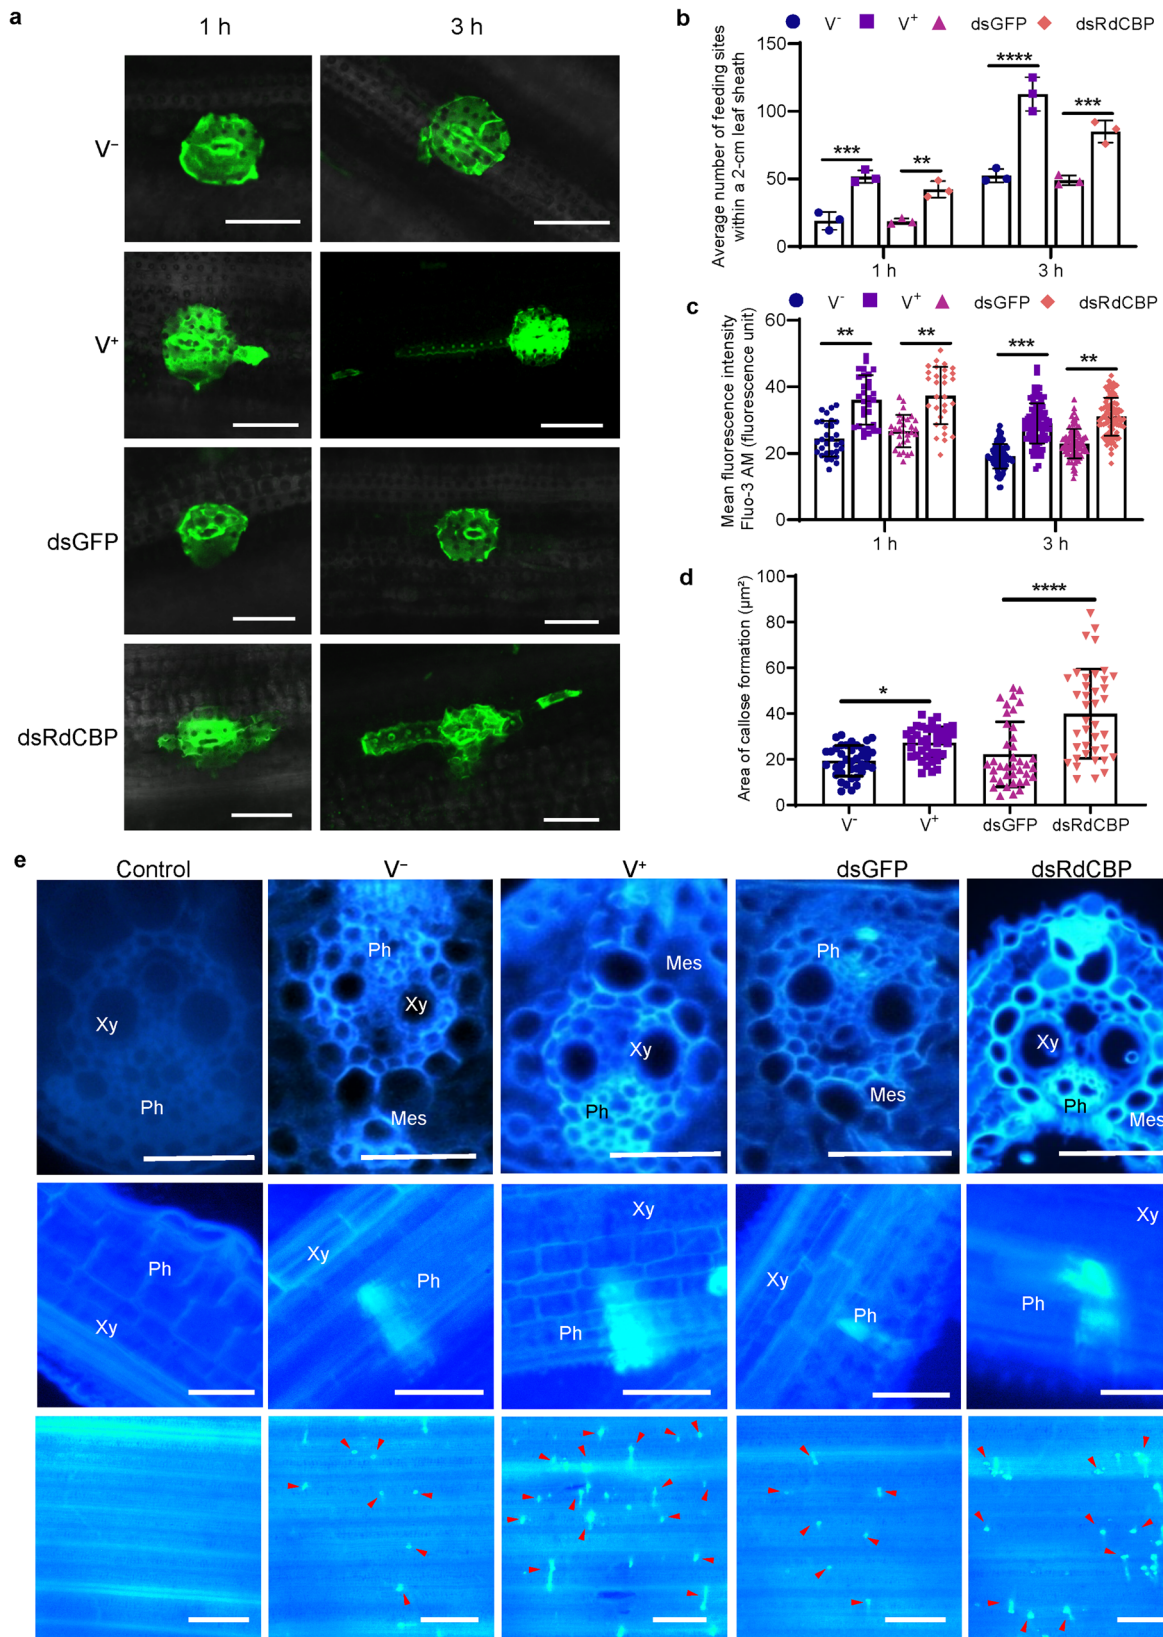 a
1 h
3 h
V⁻
V⁺
dsGFP
dsRdCBP
b
V⁻
V⁺
dsGFP
dsRdCBP
Average number of feeding sites
within a 2-cm leaf sheath
150
100
50
0
***
**
****
***
1 h
3 h
c
V⁻
V⁺
dsGFP
dsRdCBP
Mean fluorescence intensity
Fluo-3 AM (fluorescence unit)
60
40
20
0
**
**
***
**
1 h
3 h
d
Area of callose formation (µm²)
100
80
60
40
20
0
*
****
V⁻
V⁺
dsGFP
dsRdCBP
e
Control
V⁻
V⁺
dsGFP
dsRdCBP
Xy
Ph
Ph
Xy
Mes
Mes
Xy
Ph
Ph
Mes
Xy
Ph
Mes
Ph
Xy
Xy
Ph
Xy
Ph
Xy
Ph
Xy
Ph